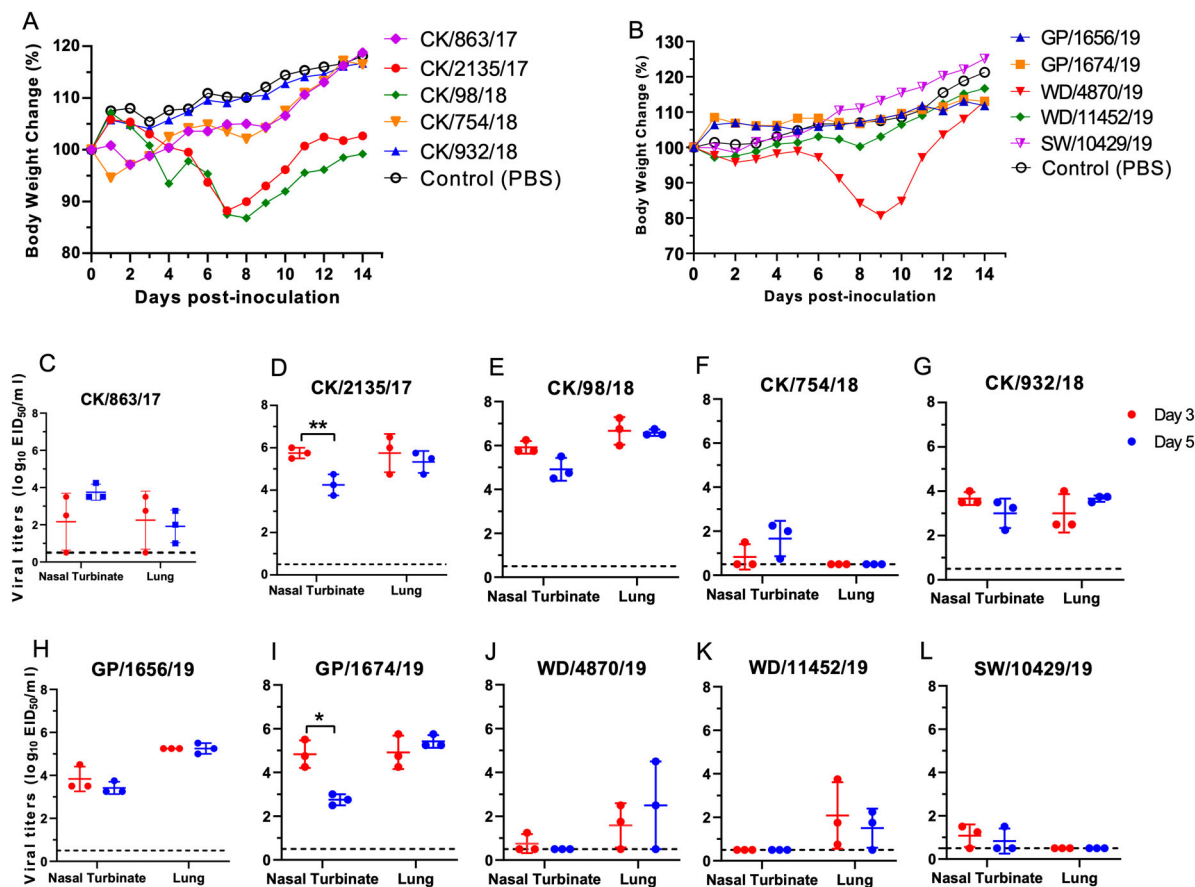 A
Body Weight Change (%)
120
110
100
90
80
0 2 4 6 8 10 12 14
Days post-inoculation
CK/863/17
CK/2135/17
CK/98/18
CK/754/18
CK/932/18
Control (PBS)
B
Body Weight Change (%)
130
120
110
100
90
80
70
0 2 4 6 8 10 12 14
Days post-inoculation
GP/1656/19
GP/1674/19
WD/4870/19
WD/11452/19
SW/10429/19
Control (PBS)
C
CK/863/17
Viral titers (log10 EID50/ml)
6
4
2
0
Nasal Turbinate Lung
D
CK/2135/17
**
8
6
4
2
0
Nasal Turbinate Lung
E
CK/98/18
8
6
4
2
0
Nasal Turbinate Lung
F
CK/754/18
8
6
4
2
0
Nasal Turbinate Lung
G
CK/932/18
8
6
4
2
0
Nasal Turbinate Lung
Day 3
Day 5
H
GP/1656/19
Viral titers (log10 EID50/ml)
8
6
4
2
0
Nasal Turbinate Lung
I
GP/1674/19
*
8
6
4
2
0
Nasal Turbinate Lung
J
WD/4870/19
8
6
4
2
0
Nasal Turbinate Lung
K
WD/11452/19
8
6
4
2
0
Nasal Turbinate Lung
L
SW/10429/19
8
6
4
2
0
Nasal Turbinate Lung